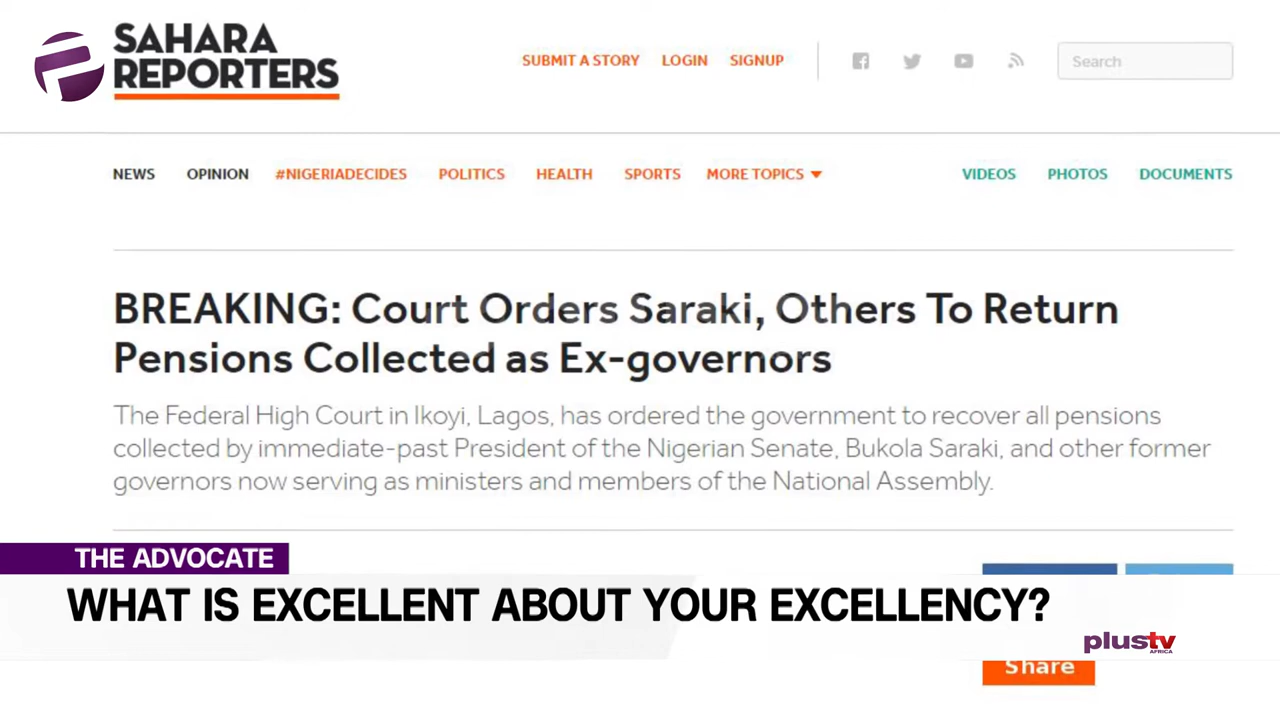 SAHARA
REPORTERS
SUBMIT A STORY LOGIN SIGNUP
Search
NEWS OPINION #NIGERIADECIDES POLITICS HEALTH SPORTS MORE TOPICS VIDEOS PHOTOS DOCUMENTS
BREAKING: Court Orders Saraki, Others To Return
Pensions Collected as Ex-governors
The Federal High Court in Ikoyi, Lagos, has ordered the government to recover all pensions
collected by immediate-past President of the Nigerian Senate, Bukola Saraki, and other former
governors now serving as ministers and members of the National Assembly.
THE ADVOCATE
WHAT IS EXCELLENT ABOUT YOUR EXCELLENCY?
plustv
AFRICA
Share